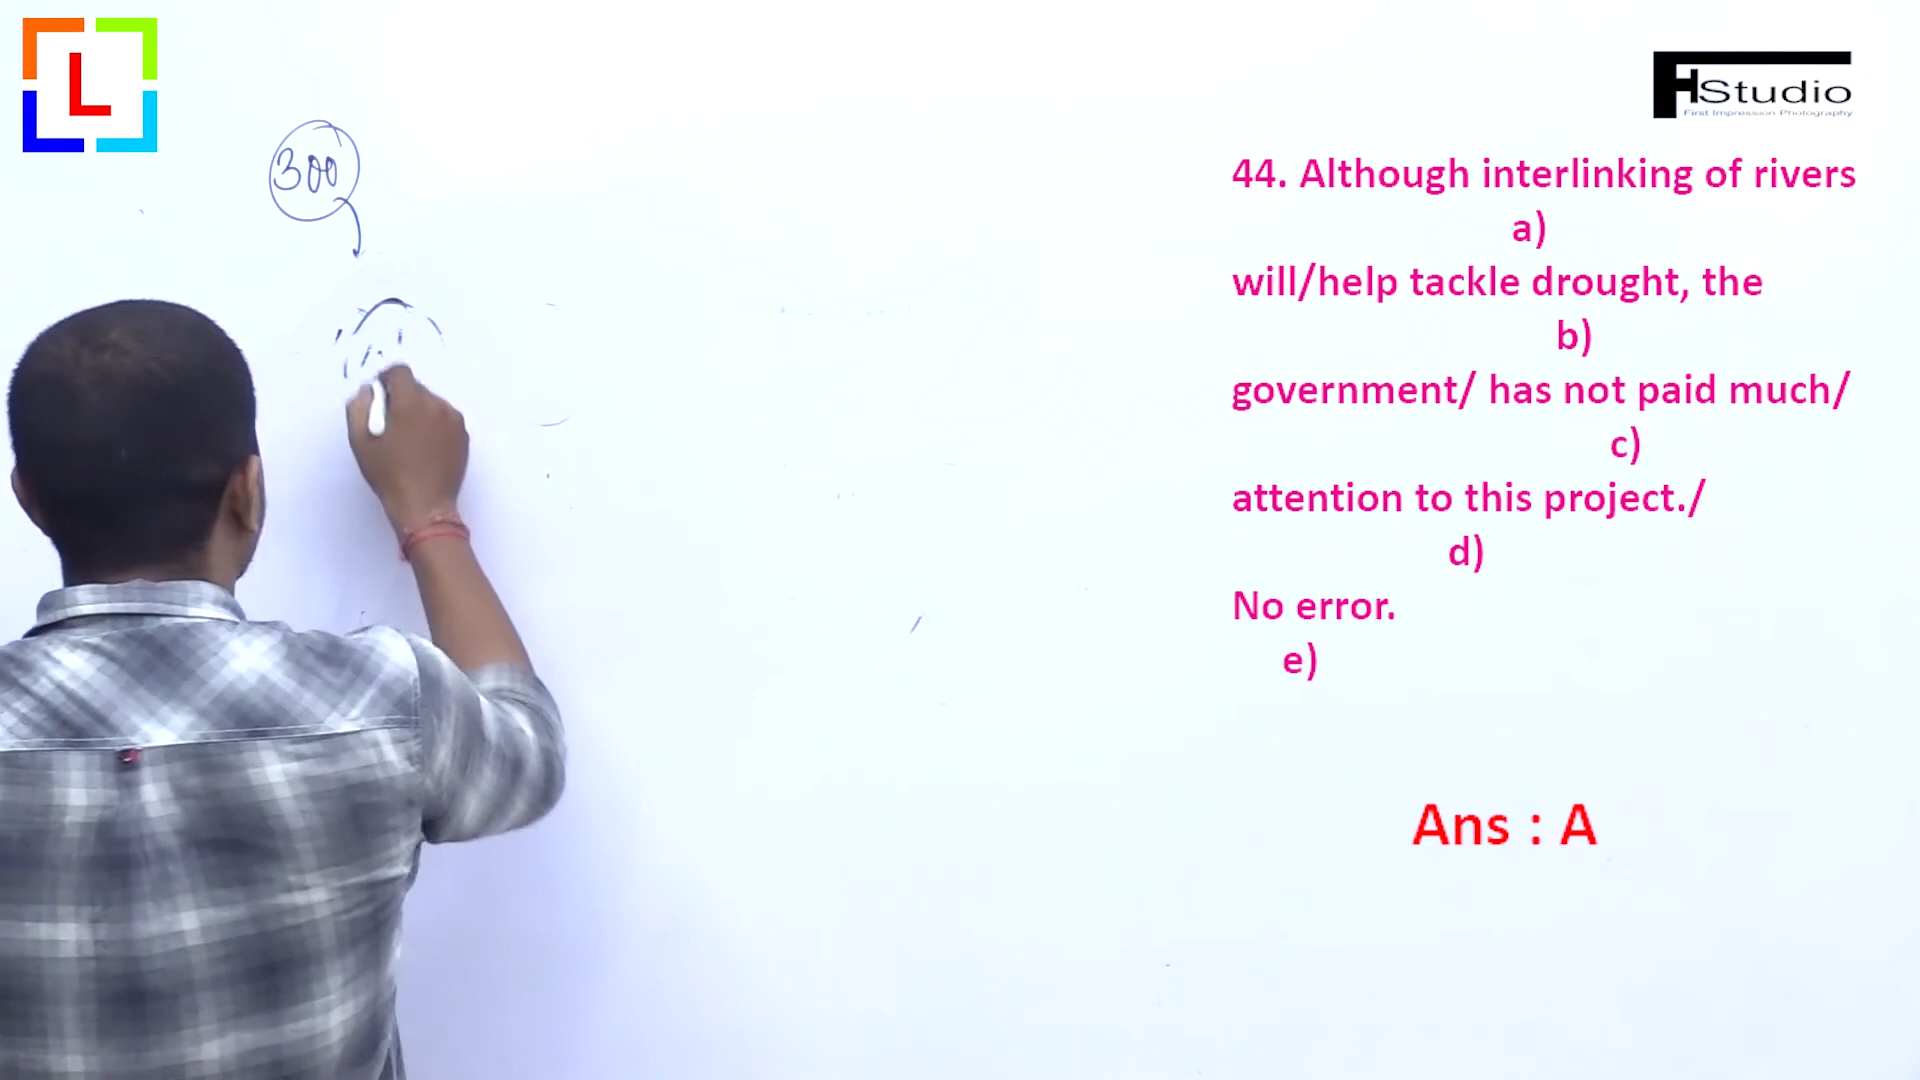 L
300
FHStudio
First Impression Photography
44. Although interlinking of rivers
a)
will/help tackle drought, the
b)
government/ has not paid much/
c)
attention to this project./
d)
No error.
e)
Ans : A